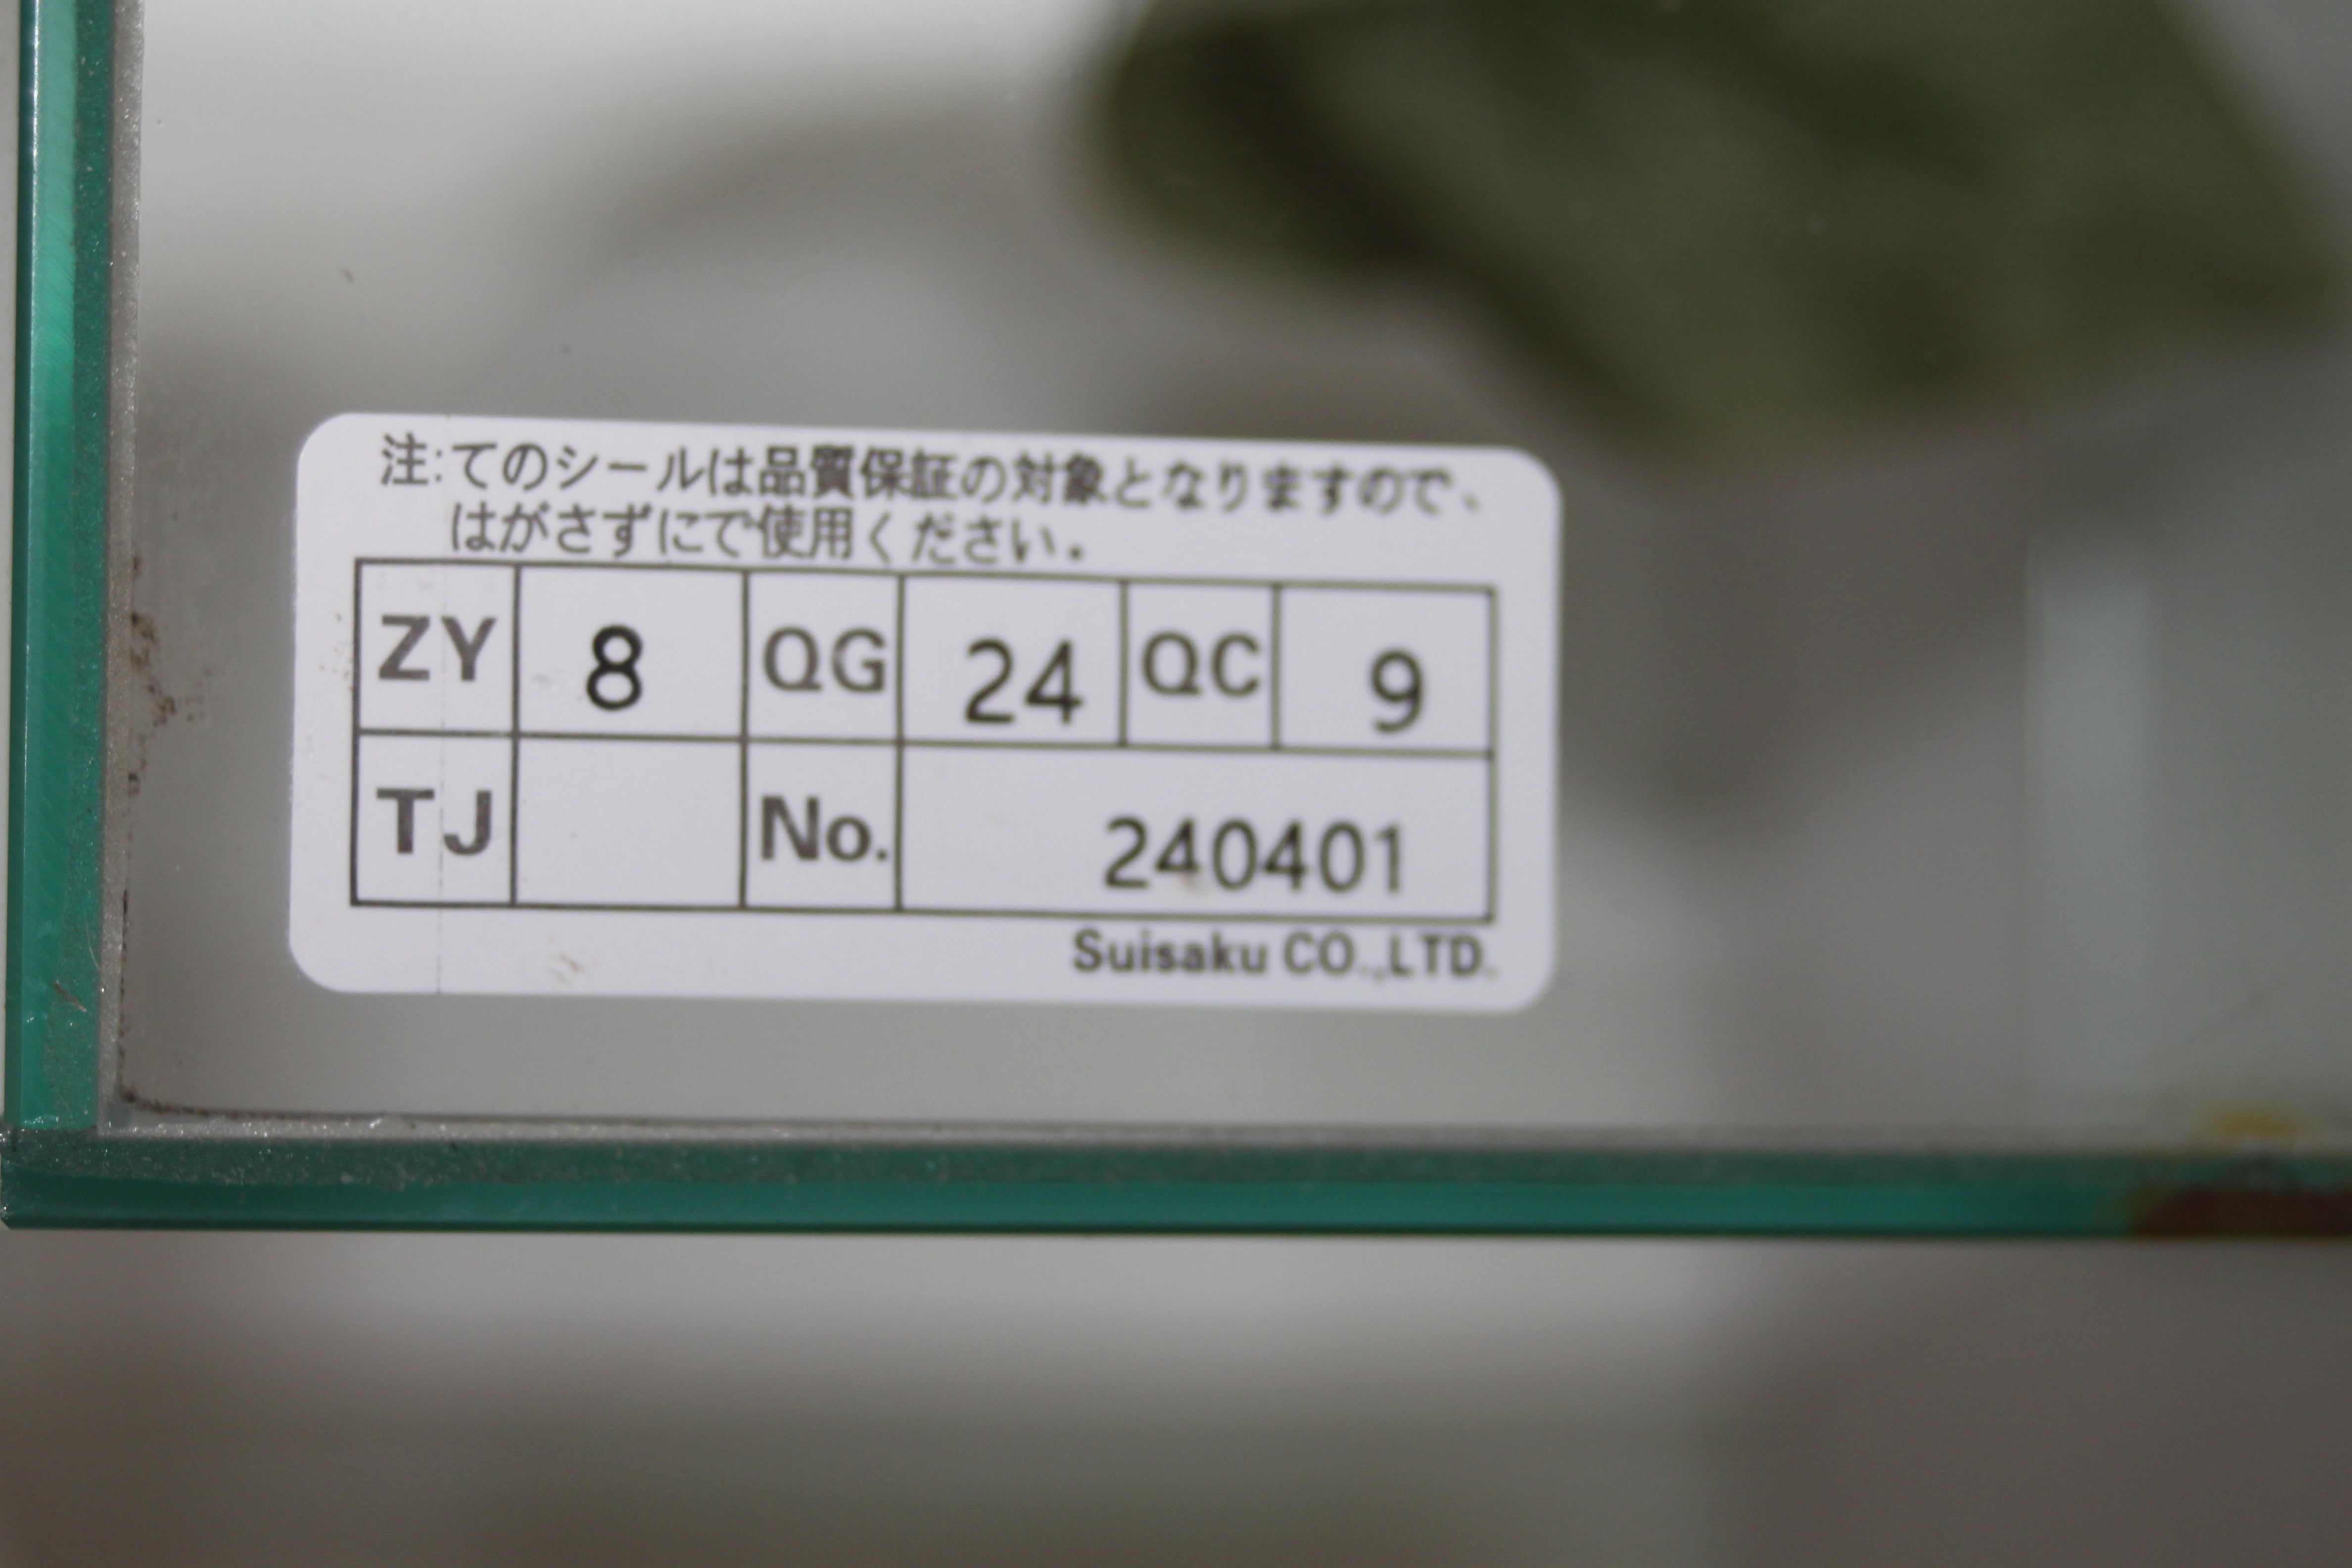 注:てのシールは品質保証の対象となりますので、
はがさずにで使用ください.
ZY 8 QG 24 QC 9
TJ No. 240401
Suisaku CO.,LTD.